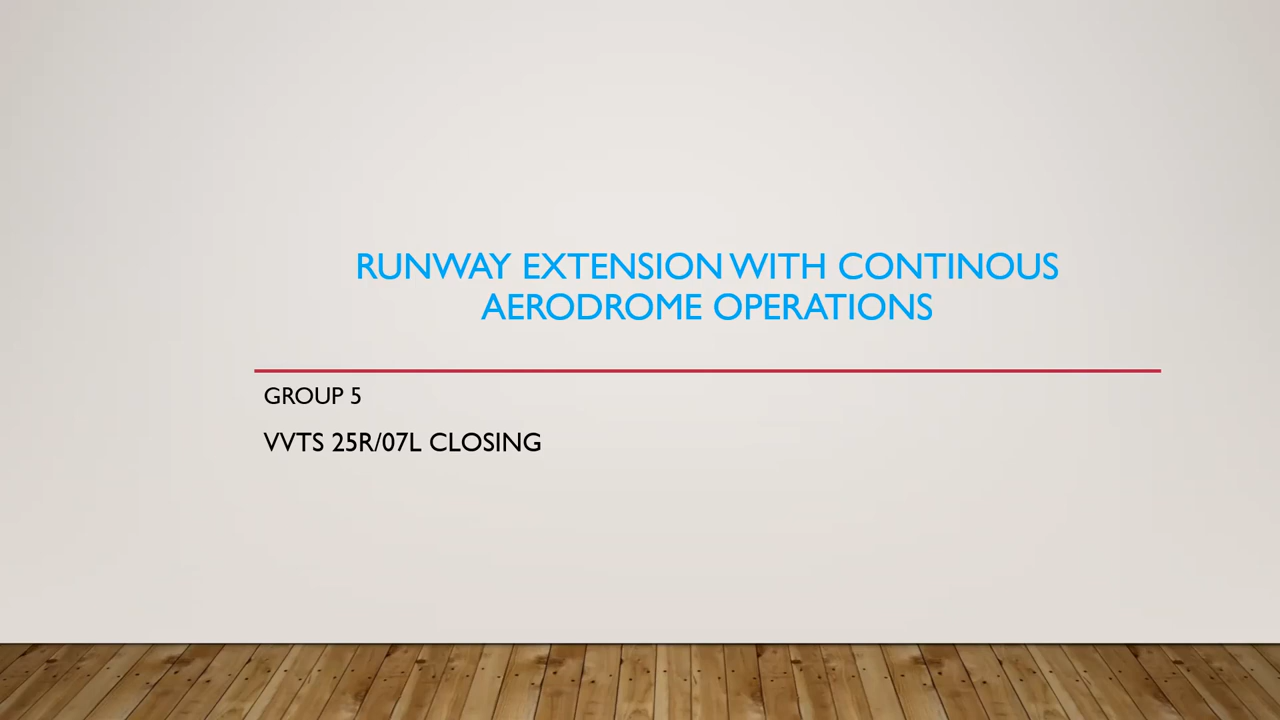 RUNWAY EXTENSION WITH CONTINOUS
AERODROME OPERATIONS
GROUP 5
VVTS 25R/07L CLOSING